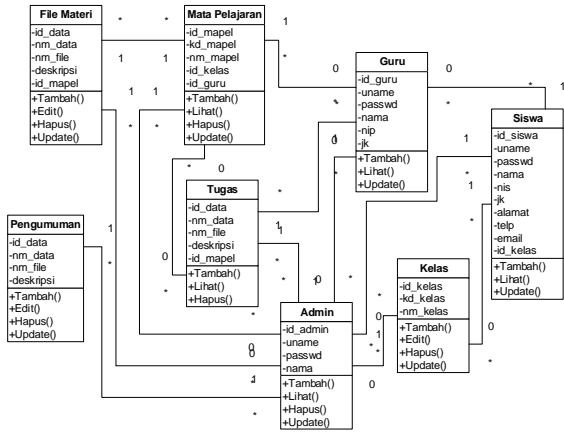 File Materi
-id_data
-nm_data
-nm_file
-deskripsi
-id_mapel
+Tambah()
+Edit()
+Hapus()
+Update()
Mata Pelajaran
-id_mapel
-kd_mapel
-nm_mapel
-id_kelas
-id_guru
+Tambah()
+Lihat()
+Hapus()
+Update()
Guru
-id_guru
-uname
-passwd
-nama
-nip
-jk
+Tambah()
+Lihat()
+Update()
Siswa
-id_siswa
-uname
-passwd
-nama
-nis
-jk
-alamat
-telp
-email
-id_kelas
+Tambah()
+Lihat()
+Update()
Tugas
-id_data
-nm_data
-nm_file
-deskripsi
-id_mapel
+Tambah()
+Lihat()
+Hapus()
Pengumuman
-id_data
-nm_data
-nm_file
-deskripsi
+Tambah()
+Edit()
+Hapus()
+Update()
Kelas
-id_kelas
-kd_kelas
-nm_kelas
+Tambah()
+Edit()
+Hapus()
+Update()
Admin
-id_admin
-uname
-passwd
-nama
+Tambah()
+Lihat()
+Hapus()
+Update()